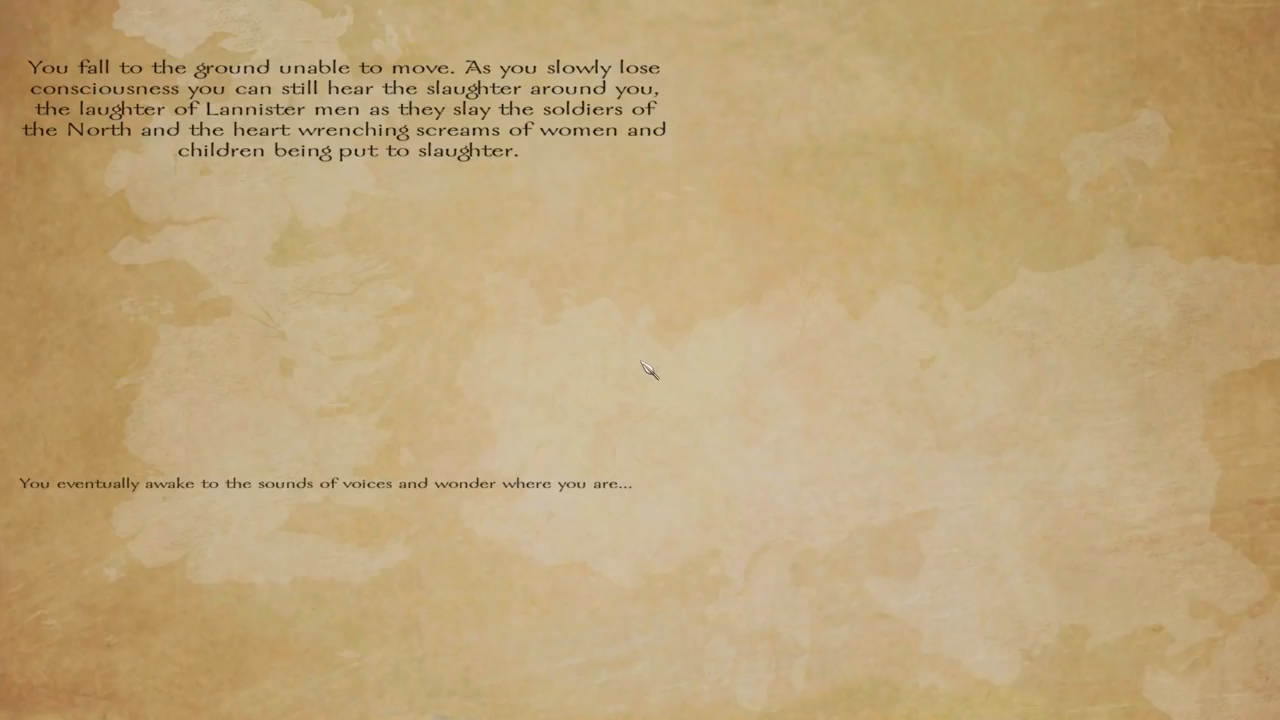 You fall to the ground unable to move. As you slowly lose
consciousness you can still hear the slaughter around you,
the laughter of Lannister men as they slay the soldiers of
the North and the heart wrenching screams of women and
children being put to slaughter.
You eventually awake to the sounds of voices and wonder where you are...